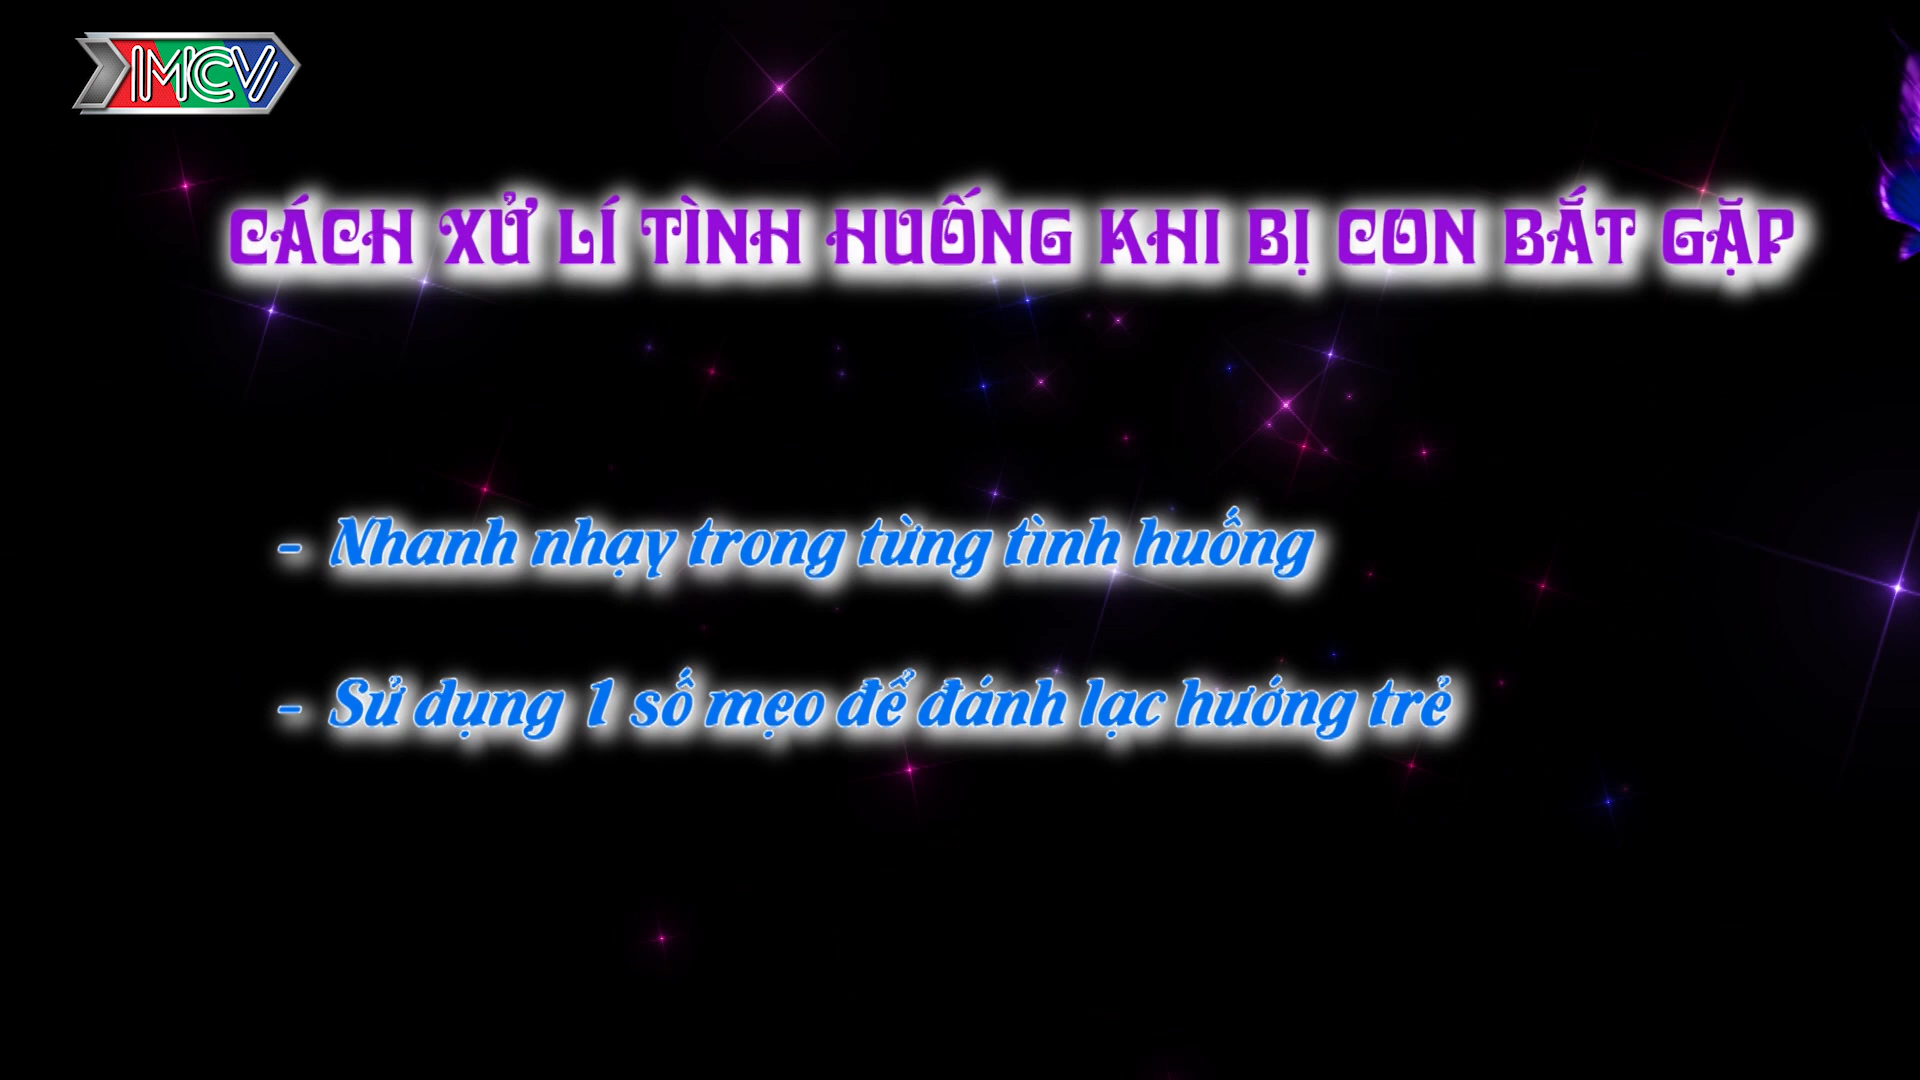 MCV
CÁCH XỬ LÍ TÌNH HUỐNG KHI BỊ CON BẮT GẶP
- Nhanh nhạy trong từng tình huống
- Sử dụng 1 số mẹo để đánh lạc hướng trẻ